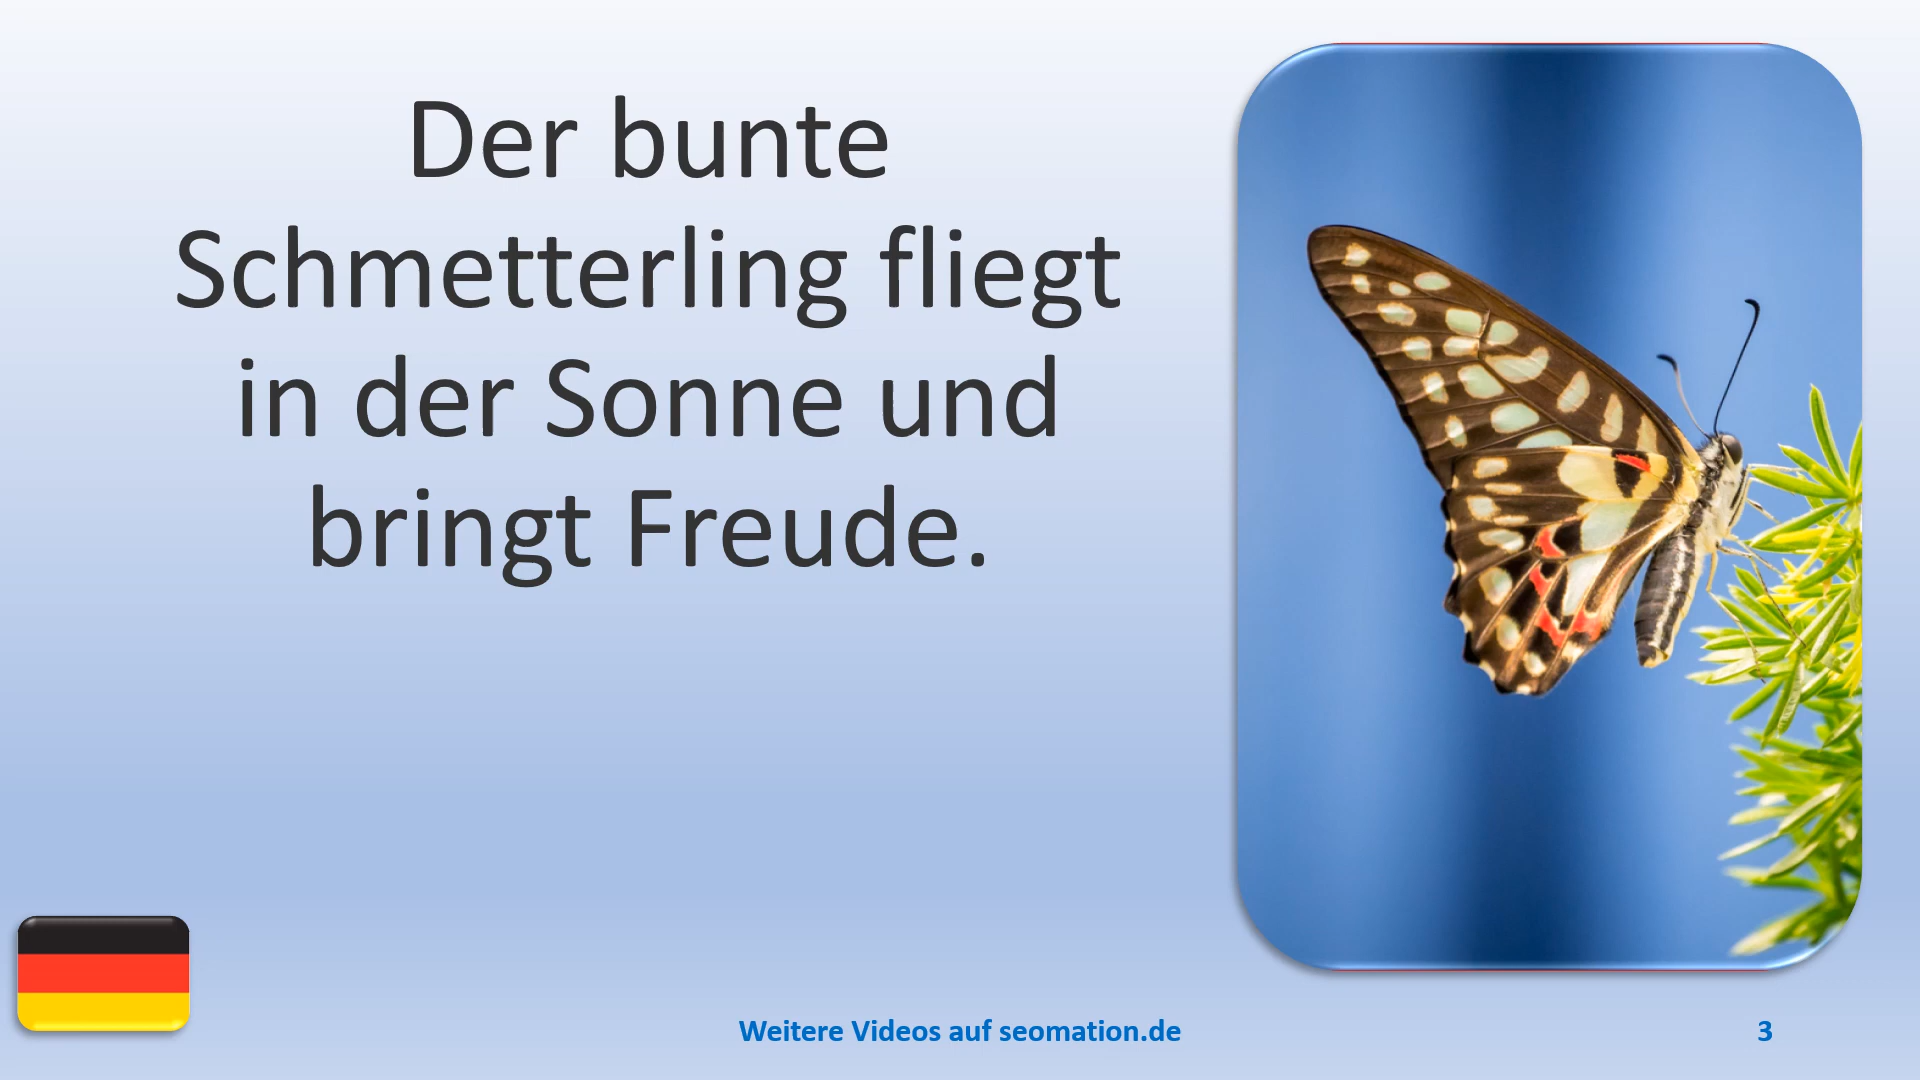 Der bunte
Schmetterling fliegt
in der Sonne und
bringt Freude.
Weitere Videos auf seomation.de
3